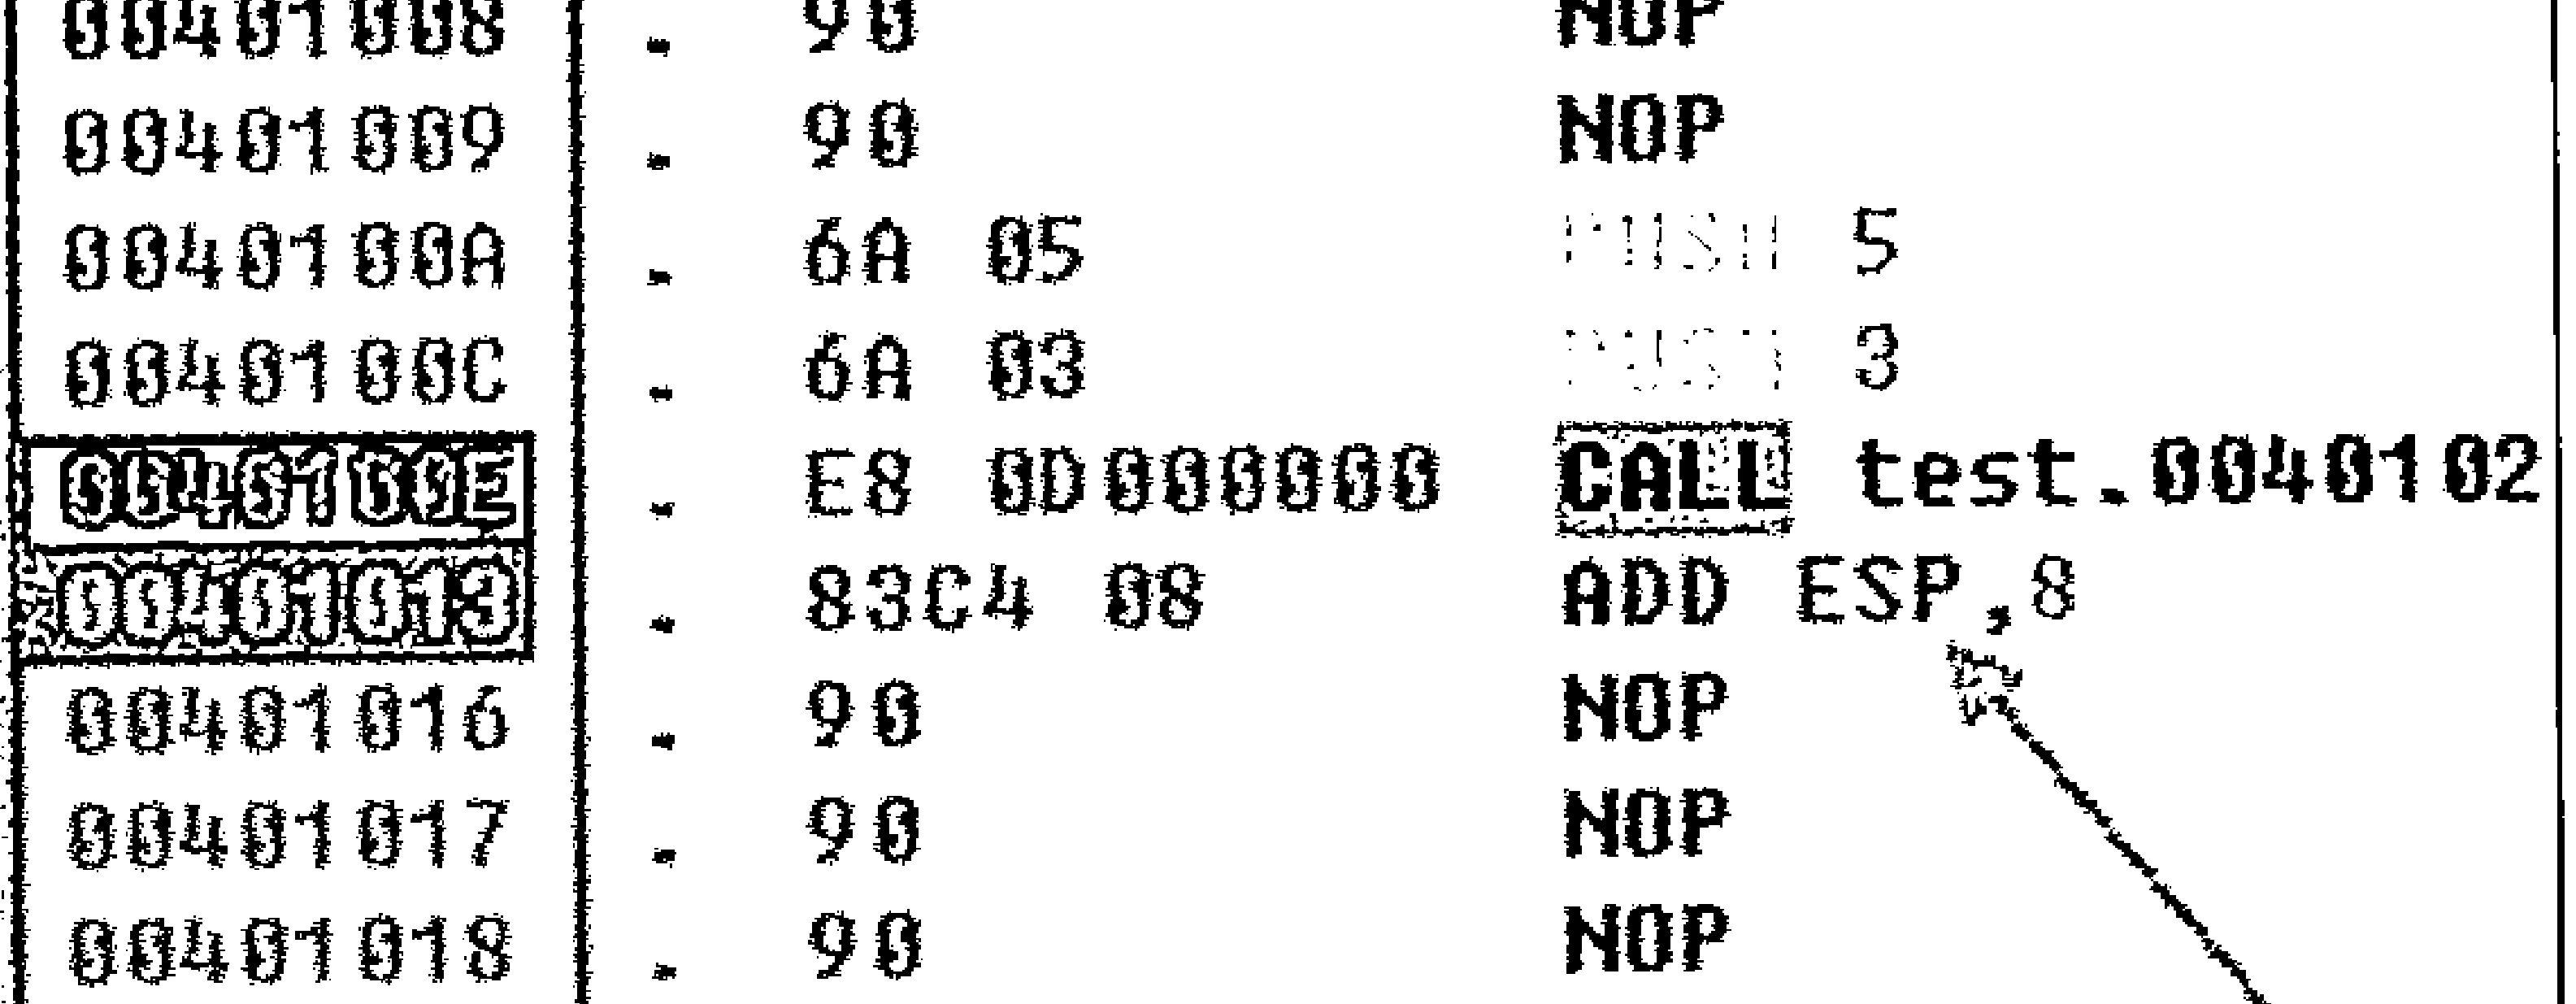 00401008 . 90 NOP
00401009 . 90 NOP
0040100A . 6A 05 PUSH 5
0040100C . 6A 03 PUSH 3
0040100E . E8 0D000000 CALL test.0040102
00401013 . 83C4 08 ADD ESP,8
00401016 . 90 NOP
00401017 . 90 NOP
00401018 . 90 NOP